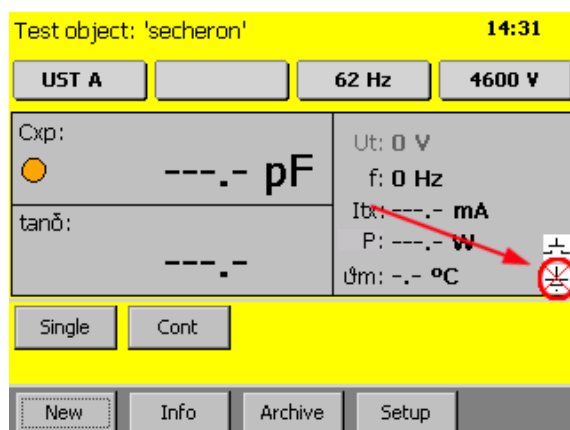 Test object: 'secheron' 14:31
UST A 62 Hz 4600 V
Cxp:
---.- pF
tanδ:
---.-
Ut: 0 V
f: 0 Hz
Itx: ---.- mA
P: ---.- W
ϑm: -.- ºC
Single Cont
New Info Archive Setup